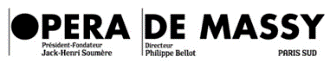 OPERA DE MASSY
Président-Fondateur Directeur
Jack-Henri Soumère Philippe Bellot PARIS SUD